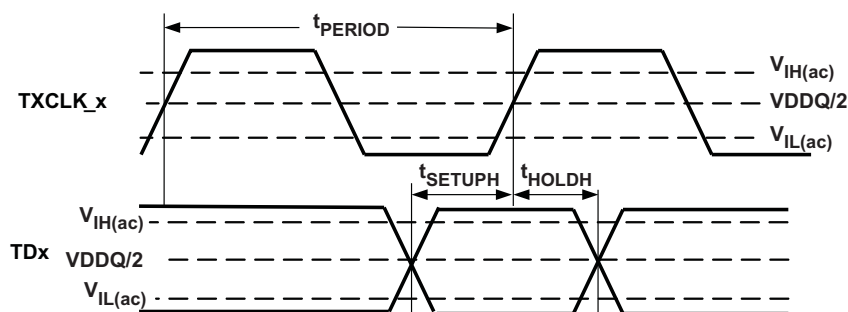 tPERIOD
VIH(ac)
TXCLK_x
VDDQ/2
VIL(ac)
tSETUPH
tHOLDH
VIH(ac)
TDx
VDDQ/2
VIL(ac)